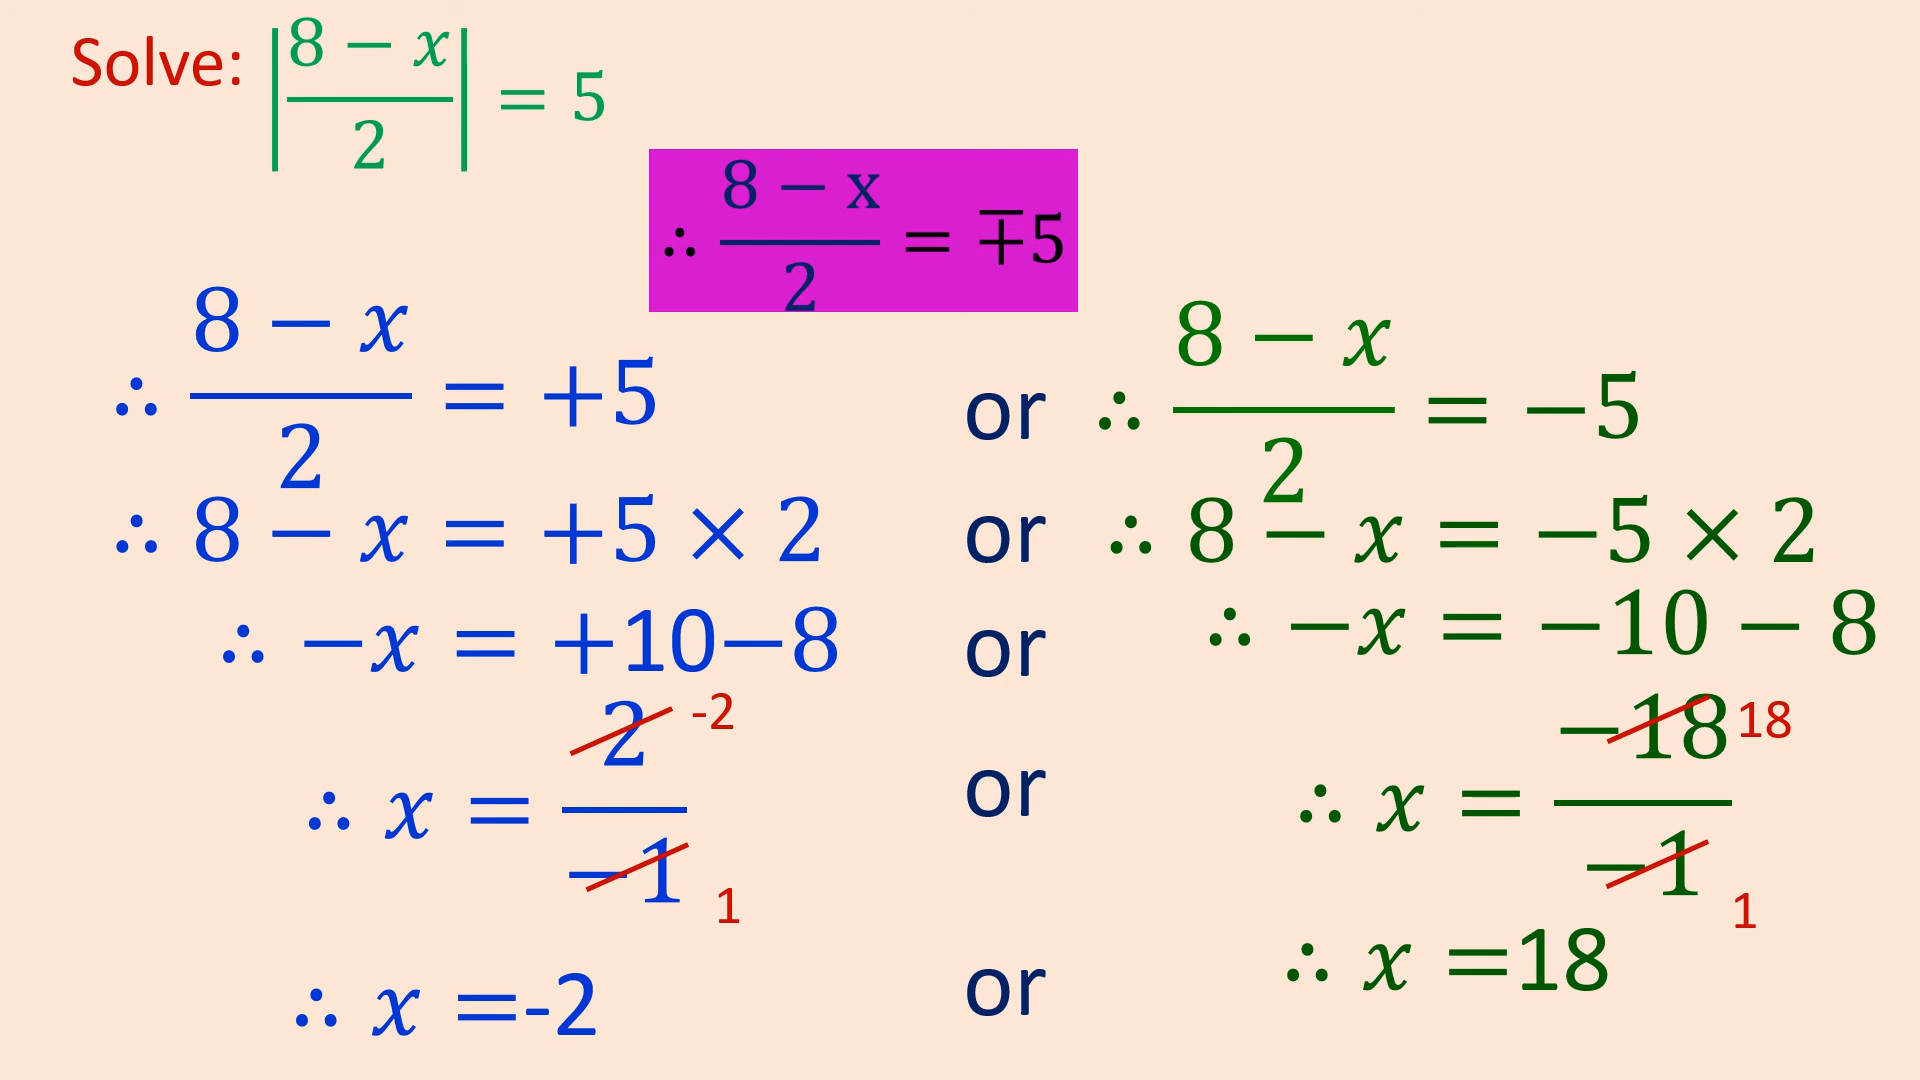 Solve: |(8 − x)/2| = 5
∴ (8 − x)/2 = ∓5
∴ (8 − x)/2 = +5 or ∴ (8 − x)/2 = −5
∴ 8 − x = +5 × 2 or ∴ 8 − x = −5 × 2
∴ −x = +10−8 or ∴ −x = −10 − 8
∴ x = 2/−1 -2 1 or ∴ x = −18/−1 18 1
∴ x =-2 or ∴ x =18